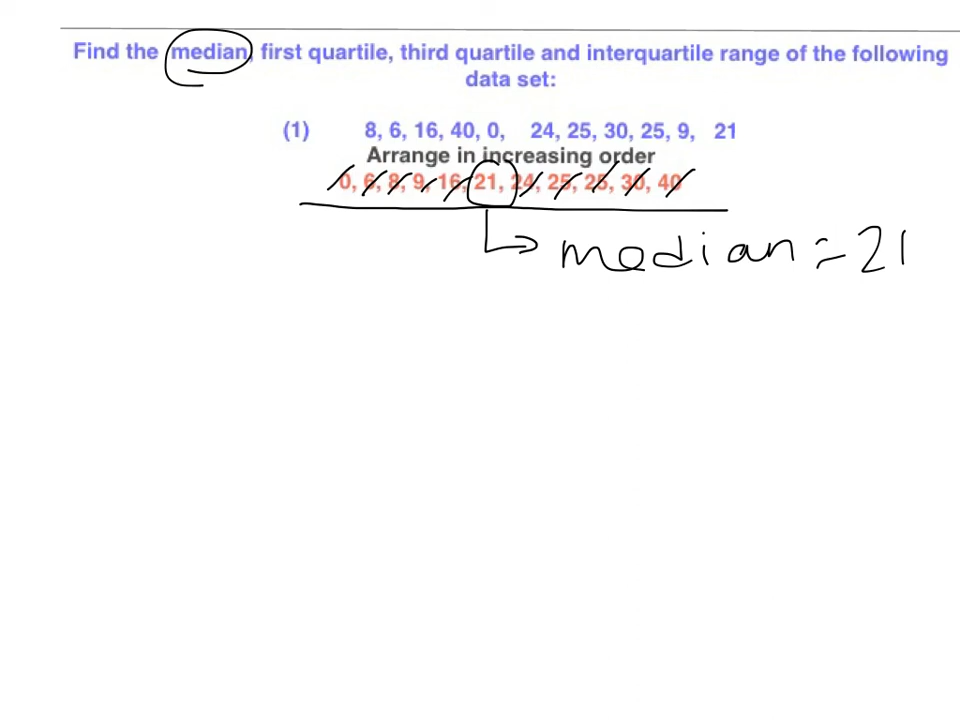 Find the median, first quartile, third quartile and interquartile range of the following
data set:
(1) 8, 6, 16, 40, 0, 24, 25, 30, 25, 9, 21
Arrange in increasing order
0, 6, 8, 9, 16, 21, 24, 25, 25, 30, 40
median = 21